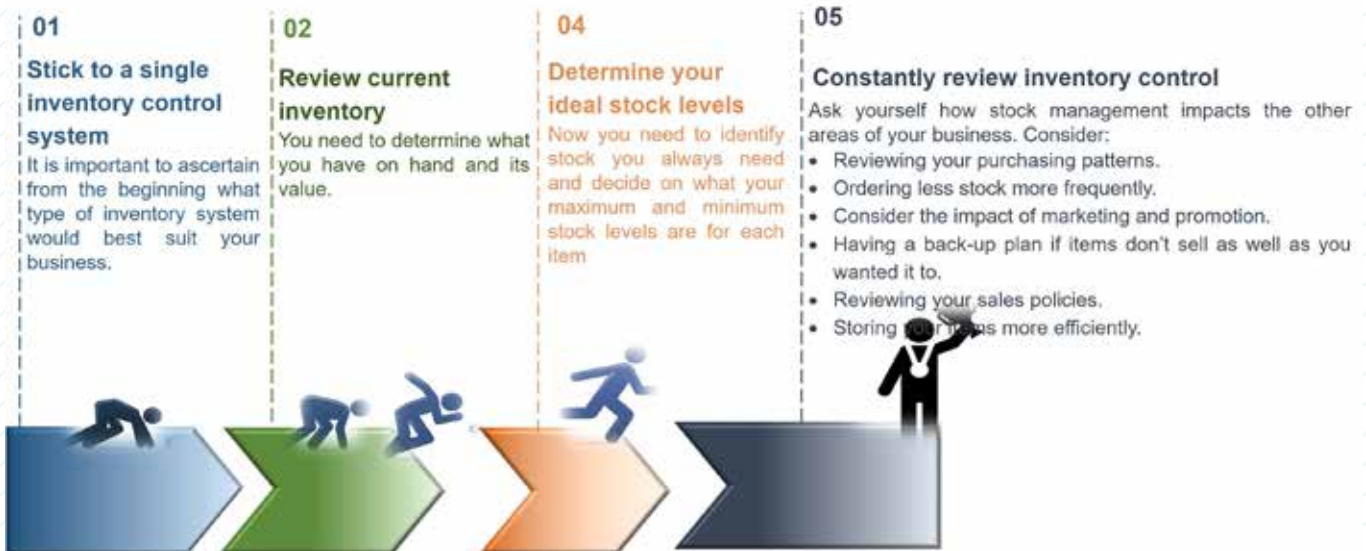 01
Stick to a single
inventory control
system
It is important to ascertain
from the beginning what
type of inventory system
would best suit your
business.
02
Review current
inventory
You need to determine what
you have on hand and its
value.
04
Determine your
ideal stock levels
Now you need to identify
stock you always need
and decide on what your
maximum and minimum
stock levels are for each
item
05
Constantly review inventory control
Ask yourself how stock management impacts the other
areas of your business. Consider:
• Reviewing your purchasing patterns.
• Ordering less stock more frequently.
• Consider the impact of marketing and promotion.
• Having a back-up plan if items don't sell as well as you
wanted it to.
• Reviewing your sales policies.
• Storing your items more efficiently.